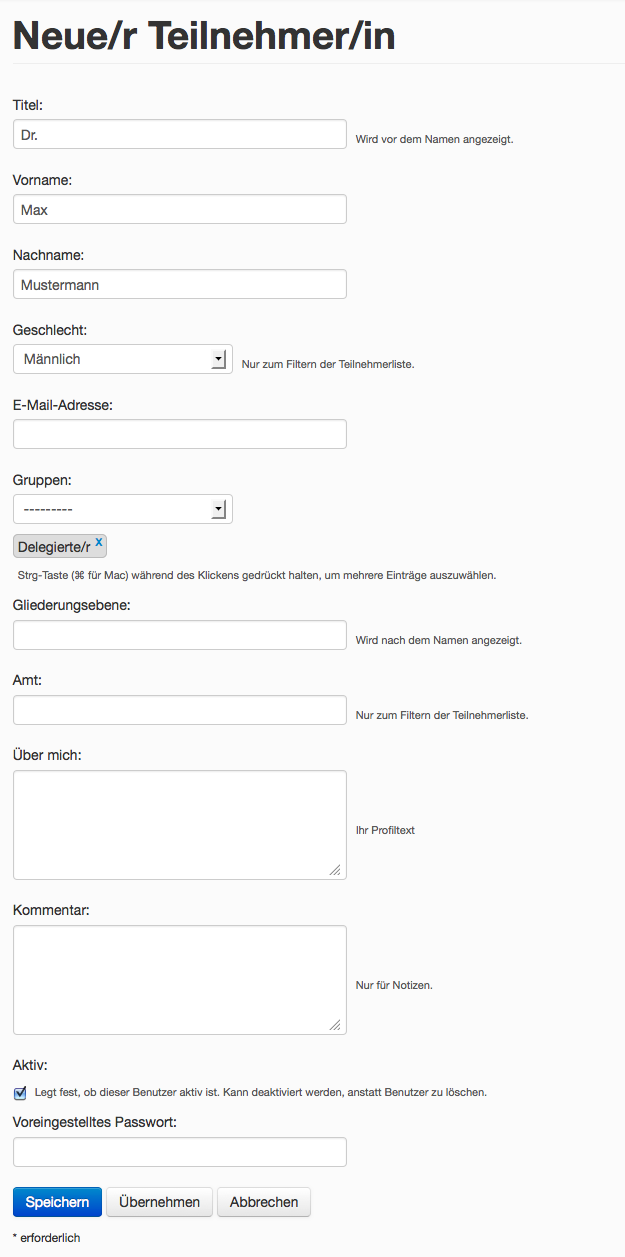 Neue/r Teilnehmer/in
Titel:
Dr.
Wird vor dem Namen angezeigt.
Vorname:
Max
Nachname:
Mustermann
Geschlecht:
Männlich
Nur zum Filtern der Teilnehmerliste.
E-Mail-Adresse:
Gruppen:
---------
Delegierte/r x
Strg-Taste (⌘ für Mac) während des Klickens gedrückt halten, um mehrere Einträge auszuwählen.
Gliederungsebene:
Wird nach dem Namen angezeigt.
Amt:
Nur zum Filtern der Teilnehmerliste.
Über mich:
Ihr Profiltext
Kommentar:
Nur für Notizen.
Aktiv:
Legt fest, ob dieser Benutzer aktiv ist. Kann deaktiviert werden, anstatt Benutzer zu löschen.
Voreingestelltes Passwort:
Speichern Übernehmen Abbrechen
* erforderlich